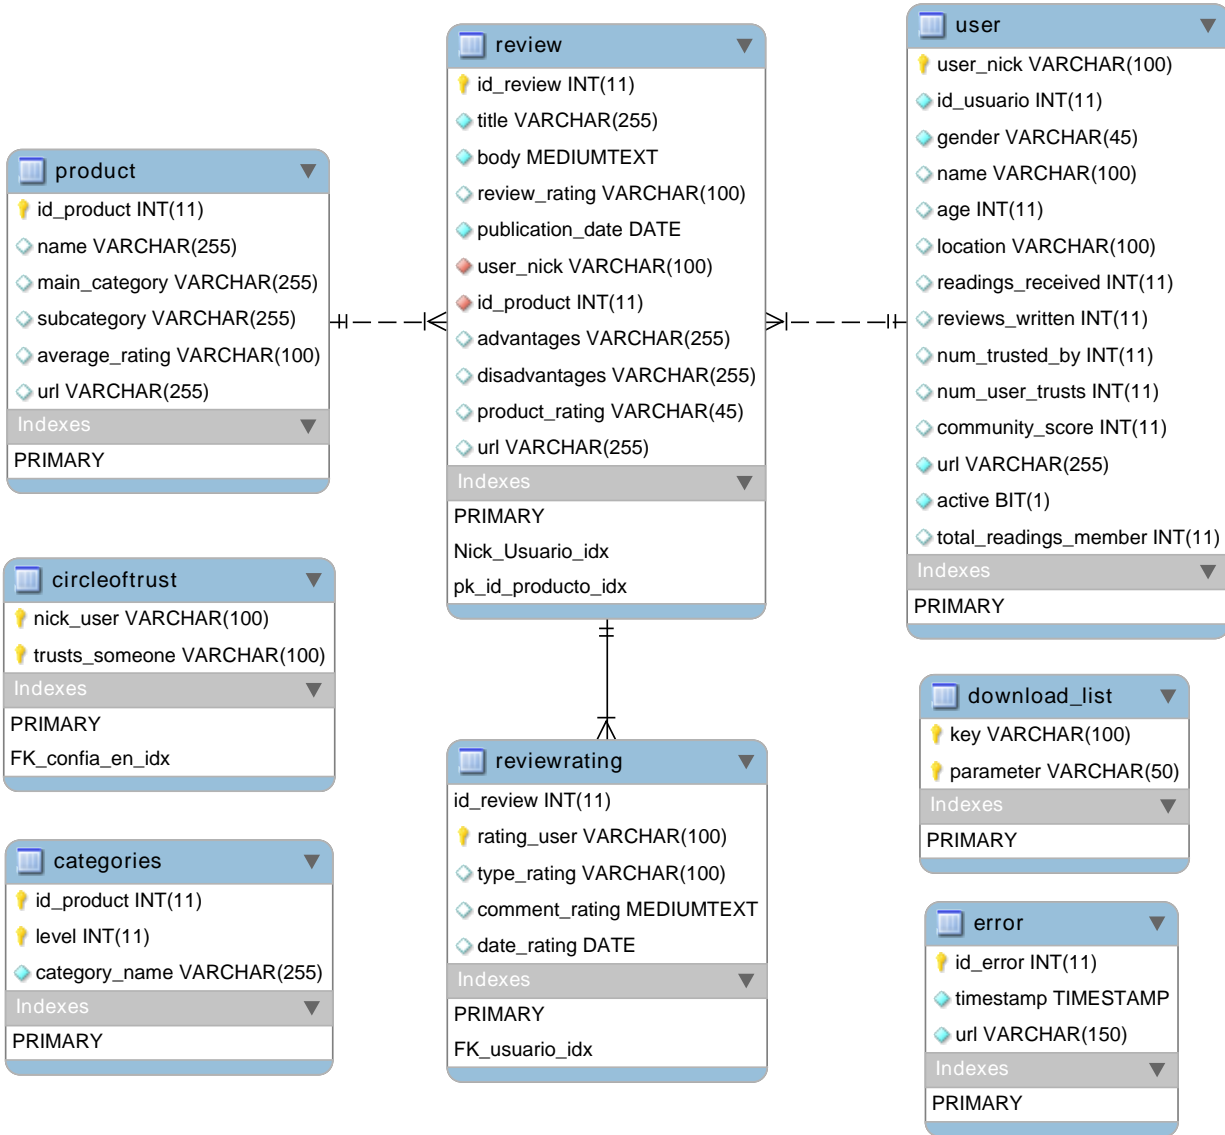 product
id_product INT(11)
name VARCHAR(255)
main_category VARCHAR(255)
subcategory VARCHAR(255)
average_rating VARCHAR(100)
url VARCHAR(255)
Indexes
PRIMARY
circleoftrust
nick_user VARCHAR(100)
trusts_someone VARCHAR(100)
Indexes
PRIMARY
FK_confia_en_idx
categories
id_product INT(11)
level INT(11)
category_name VARCHAR(255)
Indexes
PRIMARY
review
id_review INT(11)
title VARCHAR(255)
body MEDIUMTEXT
review_rating VARCHAR(100)
publication_date DATE
user_nick VARCHAR(100)
id_product INT(11)
advantages VARCHAR(255)
disadvantages VARCHAR(255)
product_rating VARCHAR(45)
url VARCHAR(255)
Indexes
PRIMARY
Nick_Usuario_idx
pk_id_producto_idx
reviewrating
id_review INT(11)
rating_user VARCHAR(100)
type_rating VARCHAR(100)
comment_rating MEDIUMTEXT
date_rating DATE
Indexes
PRIMARY
FK_usuario_idx
user
user_nick VARCHAR(100)
id_usuario INT(11)
gender VARCHAR(45)
name VARCHAR(100)
age INT(11)
location VARCHAR(100)
readings_received INT(11)
reviews_written INT(11)
num_trusted_by INT(11)
num_user_trusts INT(11)
community_score INT(11)
url VARCHAR(255)
active BIT(1)
total_readings_member INT(11)
Indexes
PRIMARY
download_list
key VARCHAR(100)
parameter VARCHAR(50)
Indexes
PRIMARY
error
id_error INT(11)
timestamp TIMESTAMP
url VARCHAR(150)
Indexes
PRIMARY